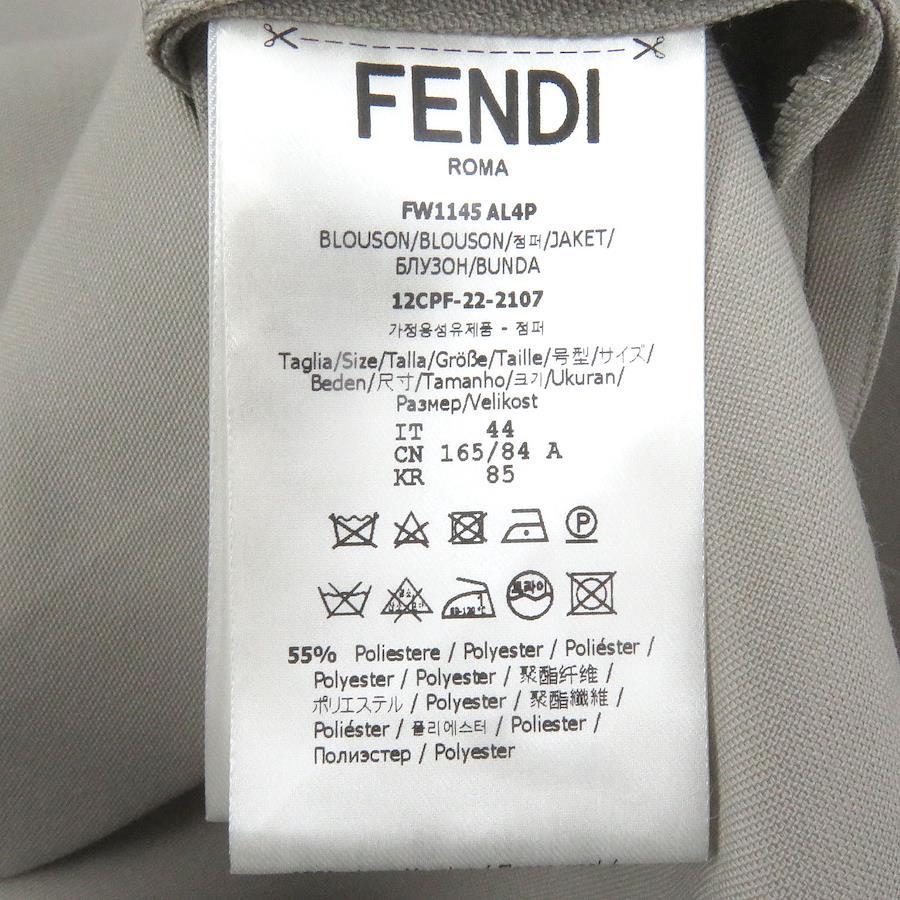 FENDI
ROMA
FW1145 AL4P
BLOUSON/BLOUSON/점퍼/JAKET/
БЛУЗОН/BUNDA
12CPF-22-2107
가정용섬유제품 - 점퍼
Taglia/Size/Talla/Größe/Taille/号型/サイズ/
Beden/尺寸/Tamanho/크기/Ukuran/
Размер/Velikost
IT 44
CN 165/84 A
KR 85
P
드라이
55% Poliestere / Polyester / Poliéster /
Polyester / Polyester / 聚酯纤维 /
ポリエステル / Polyester / 聚酯纖維 /
Poliéster / 폴리에스터 / Poliester /
Полиэстер / Polyester